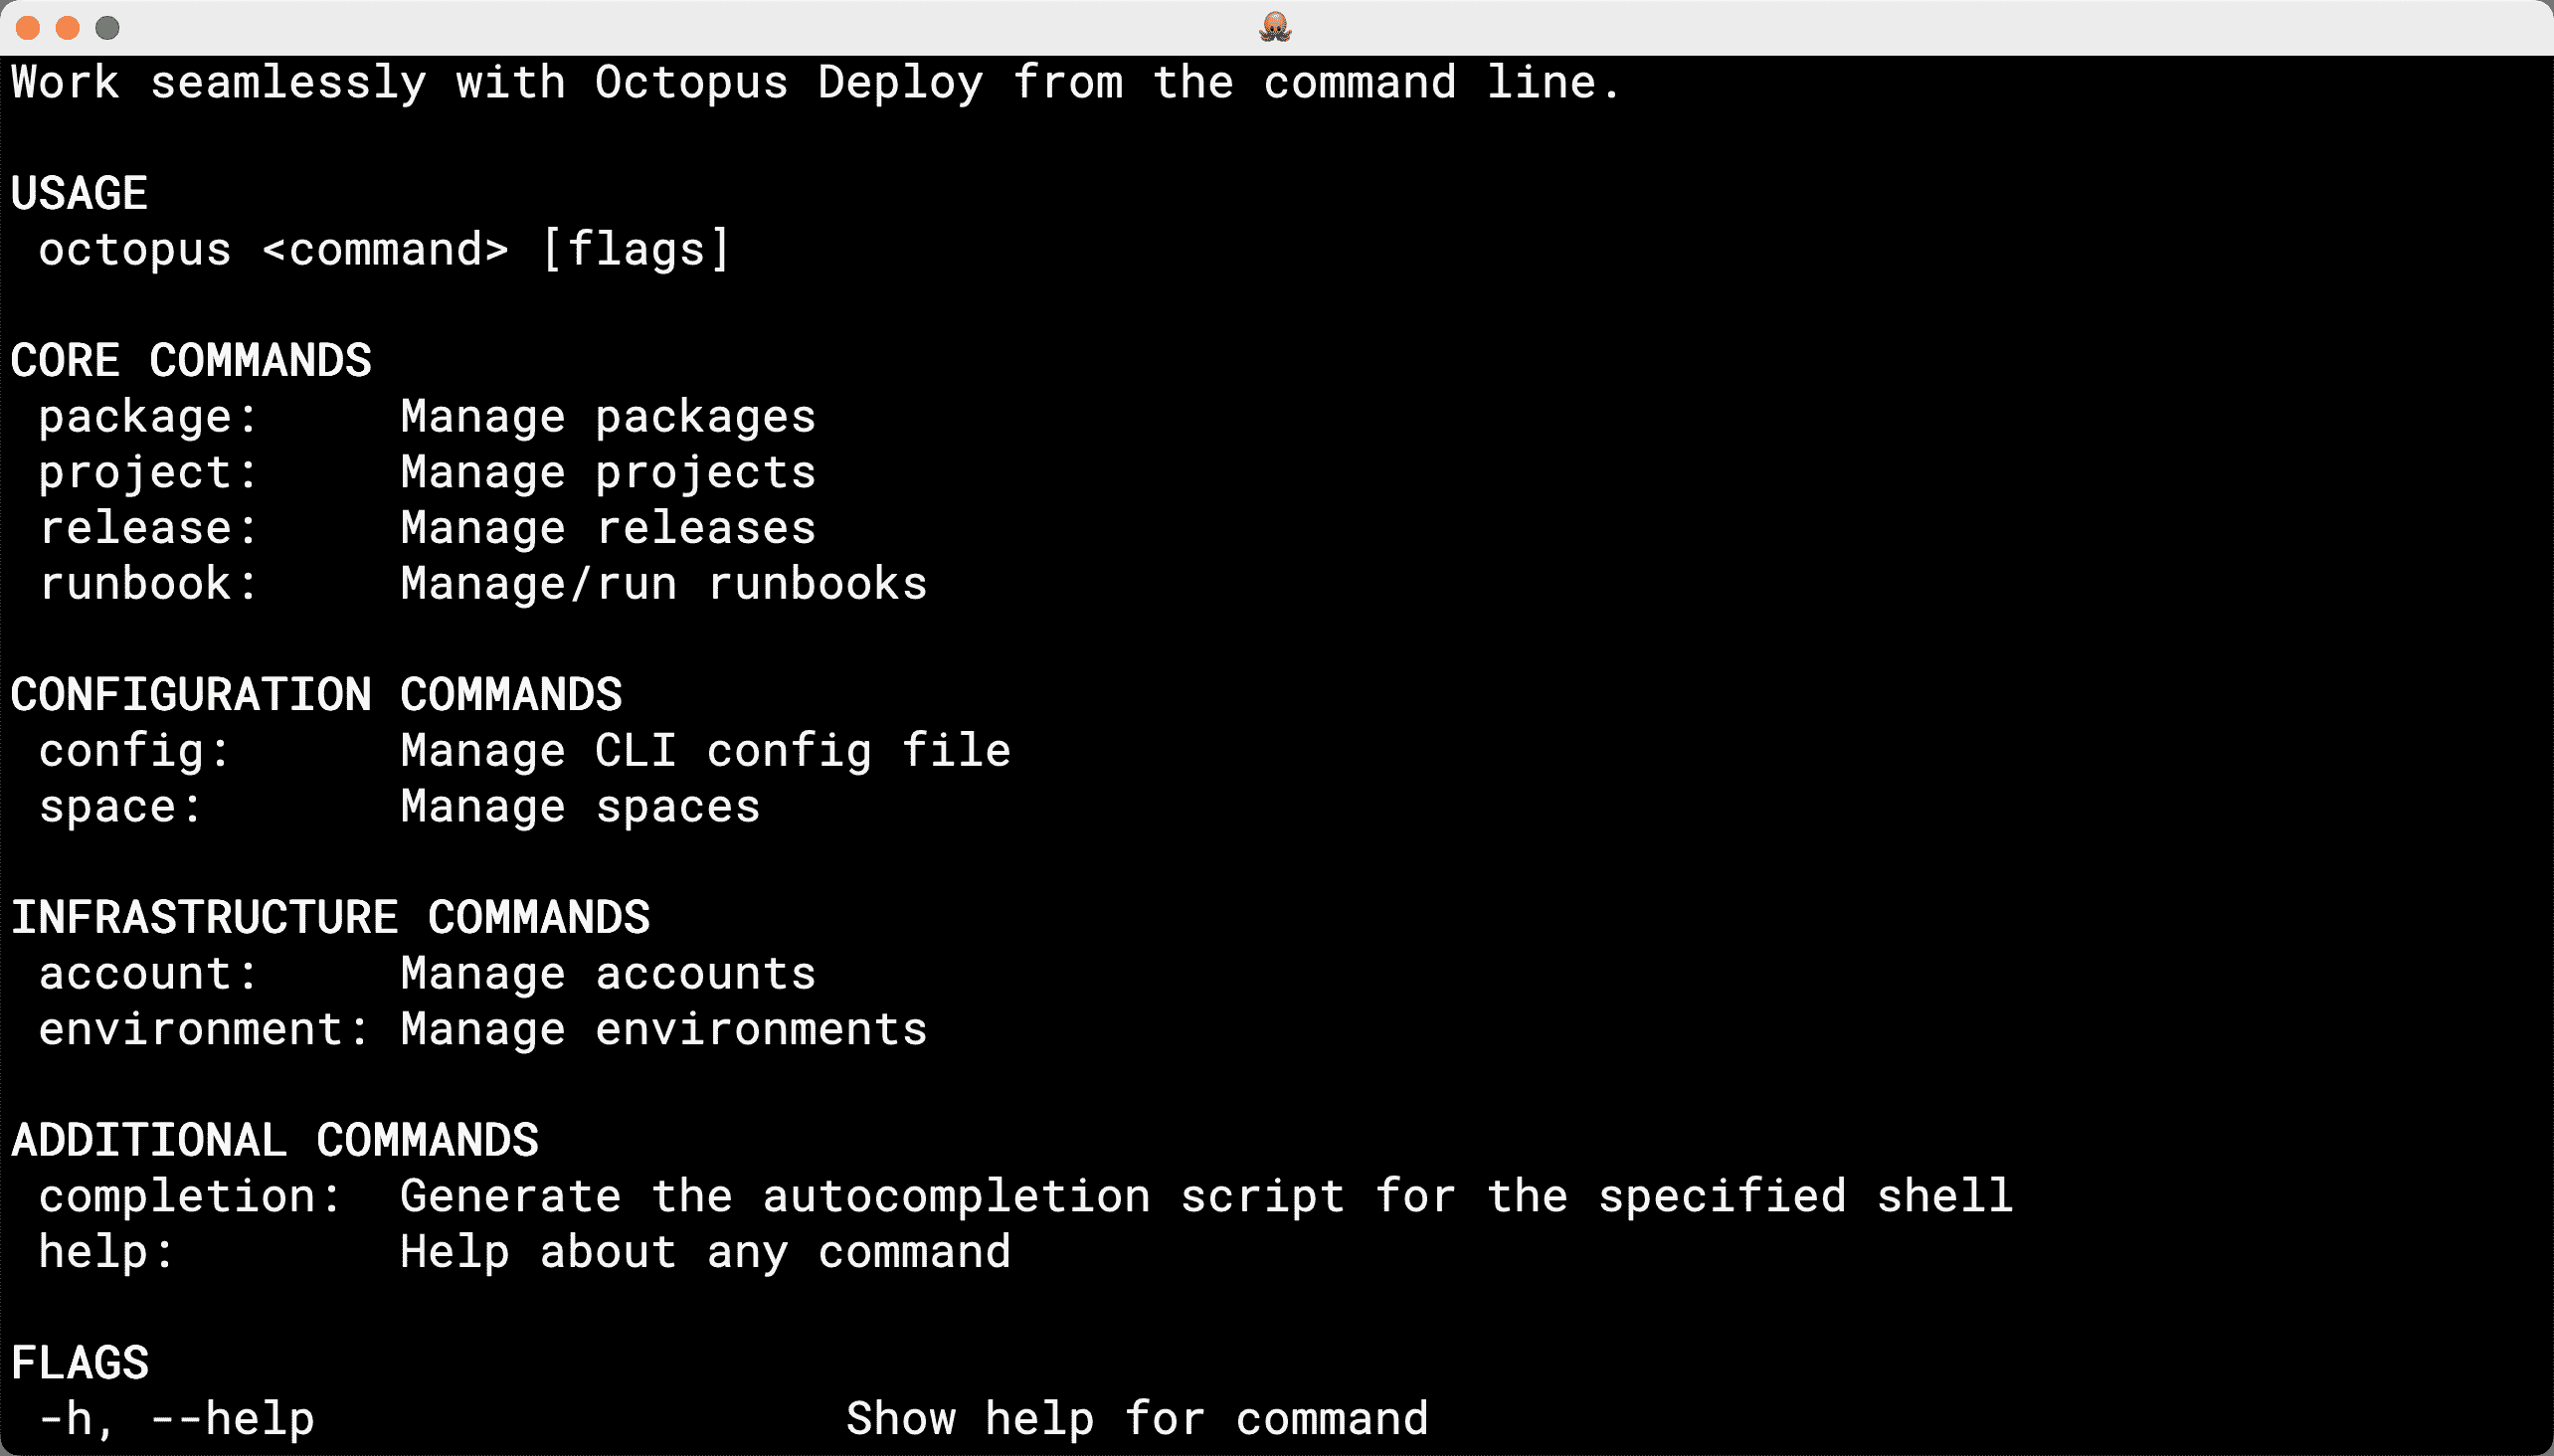 Work seamlessly with Octopus Deploy from the command line.
USAGE
octopus <command> [flags]
CORE COMMANDS
package: Manage packages
project: Manage projects
release: Manage releases
runbook: Manage/run runbooks
CONFIGURATION COMMANDS
config: Manage CLI config file
space: Manage spaces
INFRASTRUCTURE COMMANDS
account: Manage accounts
environment: Manage environments
ADDITIONAL COMMANDS
completion: Generate the autocompletion script for the specified shell
help: Help about any command
FLAGS
-h, --help Show help for command